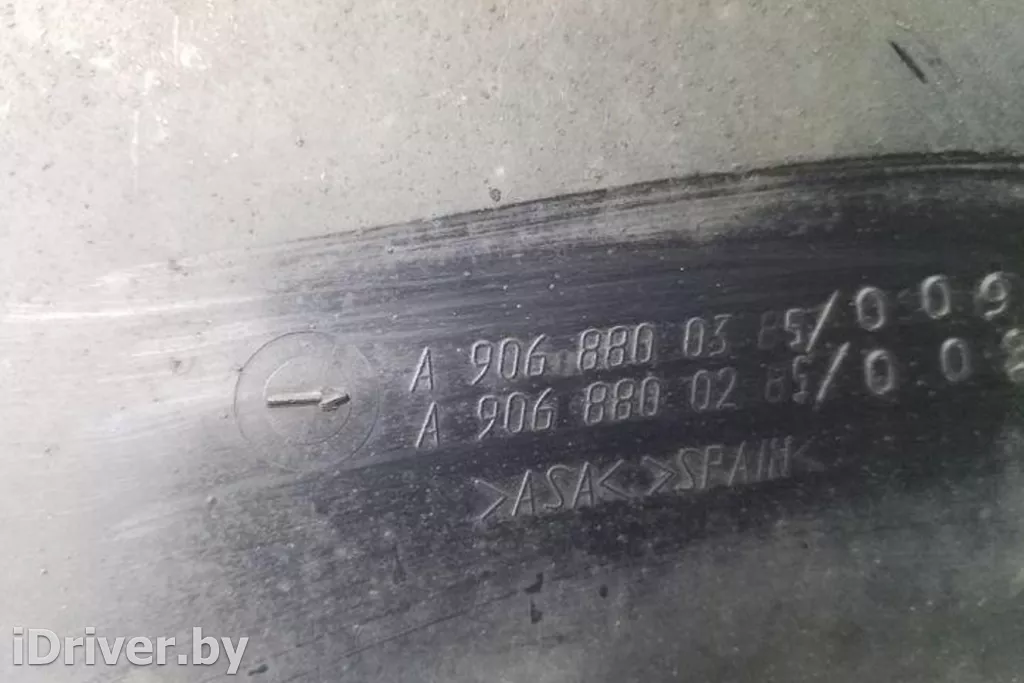 A 906 880 03 85/009
A 906 880 02 85/008
>ASA< >SPAIN<
iDriver.by